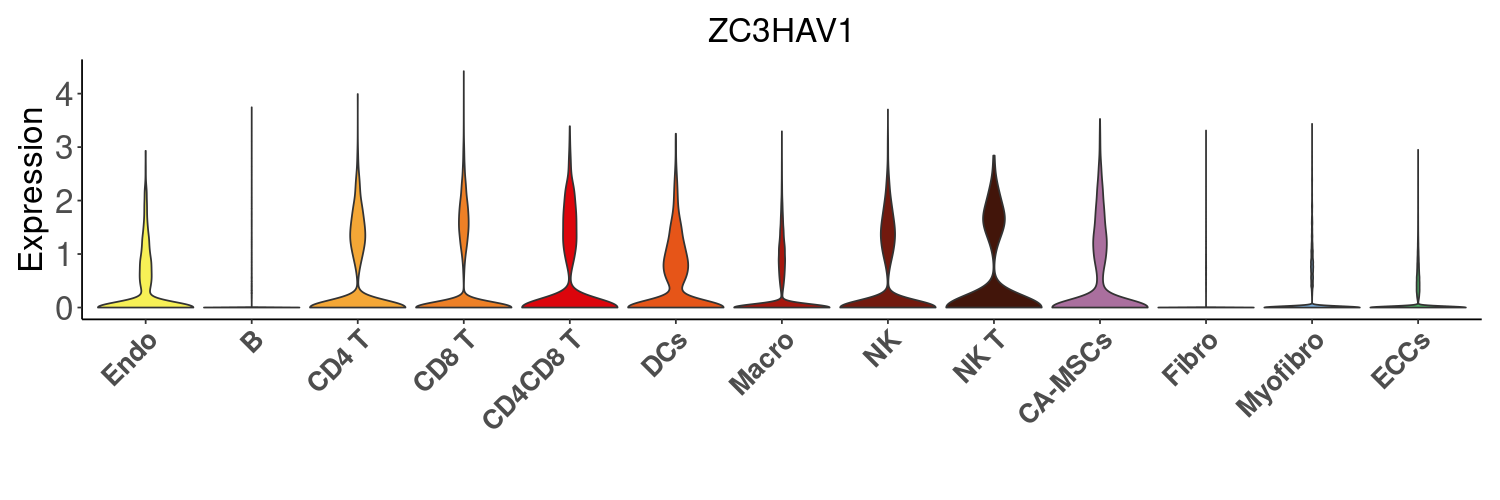 ZC3HAV1
Expression
4
3
2
1
0
Endo
B
CD4 T
CD8 T
CD4CD8 T
DCs
Macro
NK
NK T
CA-MSCs
Fibro
Myofibro
ECCs